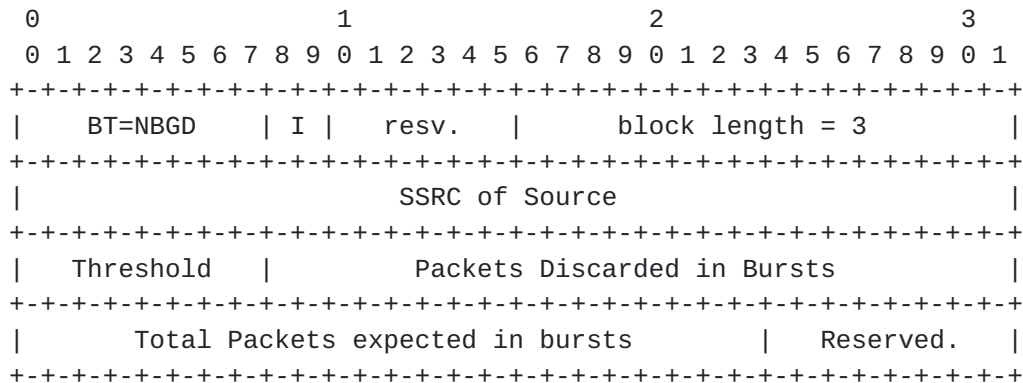 0                   1                   2                   3
 0 1 2 3 4 5 6 7 8 9 0 1 2 3 4 5 6 7 8 9 0 1 2 3 4 5 6 7 8 9 0 1
+-+-+-+-+-+-+-+-+-+-+-+-+-+-+-+-+-+-+-+-+-+-+-+-+-+-+-+-+-+-+-+-+
|    BT=NBGD    | I |   resv.   |      block length = 3         |
+-+-+-+-+-+-+-+-+-+-+-+-+-+-+-+-+-+-+-+-+-+-+-+-+-+-+-+-+-+-+-+-+
|                        SSRC of Source                         |
+-+-+-+-+-+-+-+-+-+-+-+-+-+-+-+-+-+-+-+-+-+-+-+-+-+-+-+-+-+-+-+-+
|   Threshold   |         Packets Discarded in Bursts           |
+-+-+-+-+-+-+-+-+-+-+-+-+-+-+-+-+-+-+-+-+-+-+-+-+-+-+-+-+-+-+-+-+
|       Total Packets expected in bursts        |   Reserved.   |
+-+-+-+-+-+-+-+-+-+-+-+-+-+-+-+-+-+-+-+-+-+-+-+-+-+-+-+-+-+-+-+-+